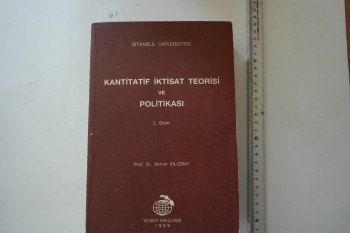 İSTANBUL ÜNİVERSİTESİ
KANTİTATİF İKTİSAT TEORİSİ
VE
POLİTİKASI
2. Baskı
Prof. Dr. Ahmet KILIÇBAY
İKTİSAT FAKÜLTESİ